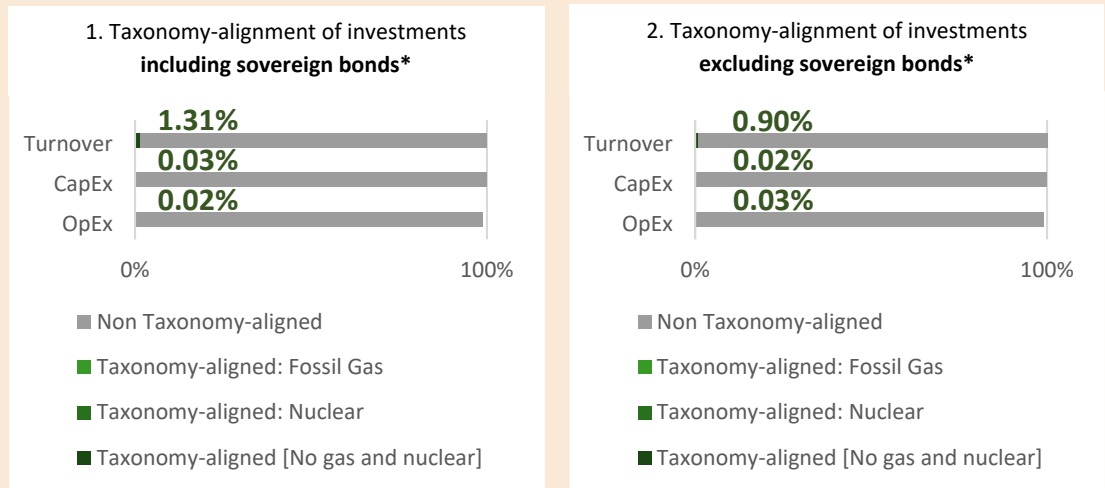 1. Taxonomy-alignment of investments
including sovereign bonds*
1.31%
Turnover
0.03%
CapEx
0.02%
OpEx
0%
100%
Non Taxonomy-aligned
Taxonomy-aligned: Fossil Gas
Taxonomy-aligned: Nuclear
Taxonomy-aligned [No gas and nuclear]
2. Taxonomy-alignment of investments
excluding sovereign bonds*
0.90%
Turnover
0.02%
CapEx
0.03%
OpEx
0%
100%
Non Taxonomy-aligned
Taxonomy-aligned: Fossil Gas
Taxonomy-aligned: Nuclear
Taxonomy-aligned [No gas and nuclear]